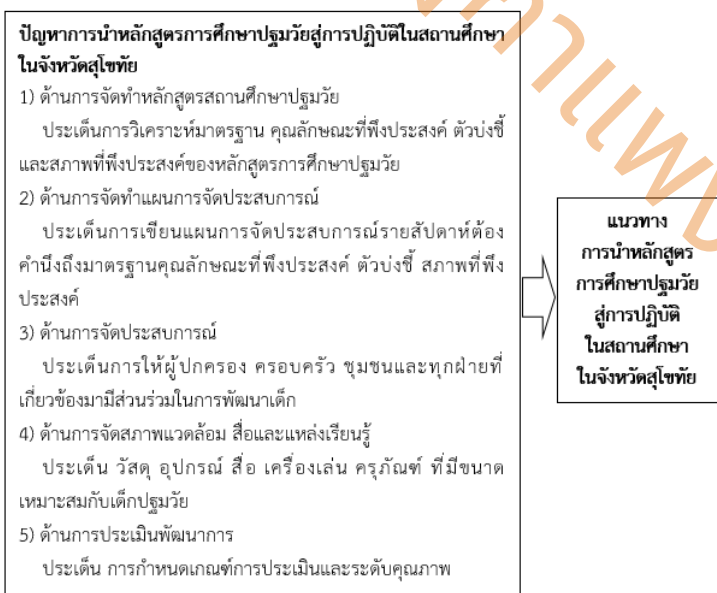 ปัญหาการนำหลักสูตรการศึกษาปฐมวัยสู่การปฏิบัติในสถานศึกษา
ในจังหวัดสุโขทัย
1) ด้านการจัดทำหลักสูตรสถานศึกษาปฐมวัย
ประเด็นการวิเคราะห์มาตรฐาน คุณลักษณะที่พึงประสงค์ ตัวบ่งชี้
และสภาพที่พึงประสงค์ของหลักสูตรการศึกษาปฐมวัย
2) ด้านการจัดทำแผนการจัดประสบการณ์
ประเด็นการเขียนแผนการจัดประสบการณ์รายสัปดาห์ต้อง
คำนึงถึงมาตรฐานคุณลักษณะที่พึงประสงค์ ตัวบ่งชี้ สภาพที่พึง
ประสงค์
3) ด้านการจัดประสบการณ์
ประเด็นการให้ผู้ปกครอง ครอบครัว ชุมชนและทุกฝ่ายที่
เกี่ยวข้องมามีส่วนร่วมในการพัฒนาเด็ก
4) ด้านการจัดสภาพแวดล้อม สื่อและแหล่งเรียนรู้
ประเด็น วัสดุ อุปกรณ์ สื่อ เครื่องเล่น ครุภัณฑ์ ที่มีขนาด
เหมาะสมกับเด็กปฐมวัย
5) ด้านการประเมินพัฒนาการ
ประเด็น การกำหนดเกณฑ์การประเมินและระดับคุณภาพ
แนวทาง
การนำหลักสูตร
การศึกษาปฐมวัย
สู่การปฏิบัติ
ในสถานศึกษา
ในจังหวัดสุโขทัย